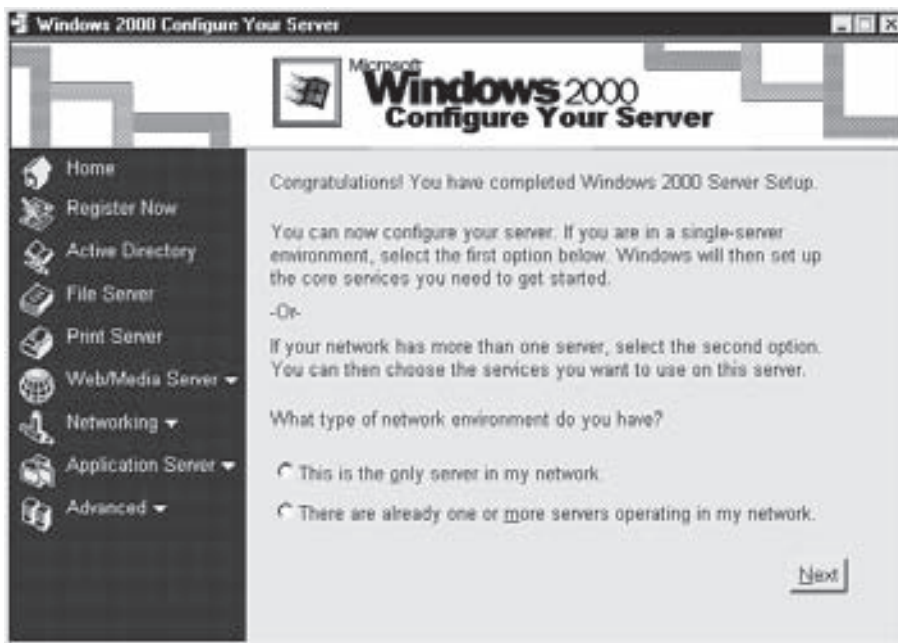 Windows 2000 Configure Your Server
Microsoft
Windows 2000
Configure Your Server
Home
Register Now
Active Directory
File Server
Print Server
Web/Media Server
Networking
Application Server
Advanced
Congratulations! You have completed Windows 2000 Server Setup.
You can now configure your server. If you are in a single-server
environment, select the first option below. Windows will then set up
the core services you need to get started.
-Or-
If your network has more than one server, select the second option.
You can then choose the services you want to use on this server.
What type of network environment do you have?
This is the only server in my network.
There are already one or more servers operating in my network.
Next